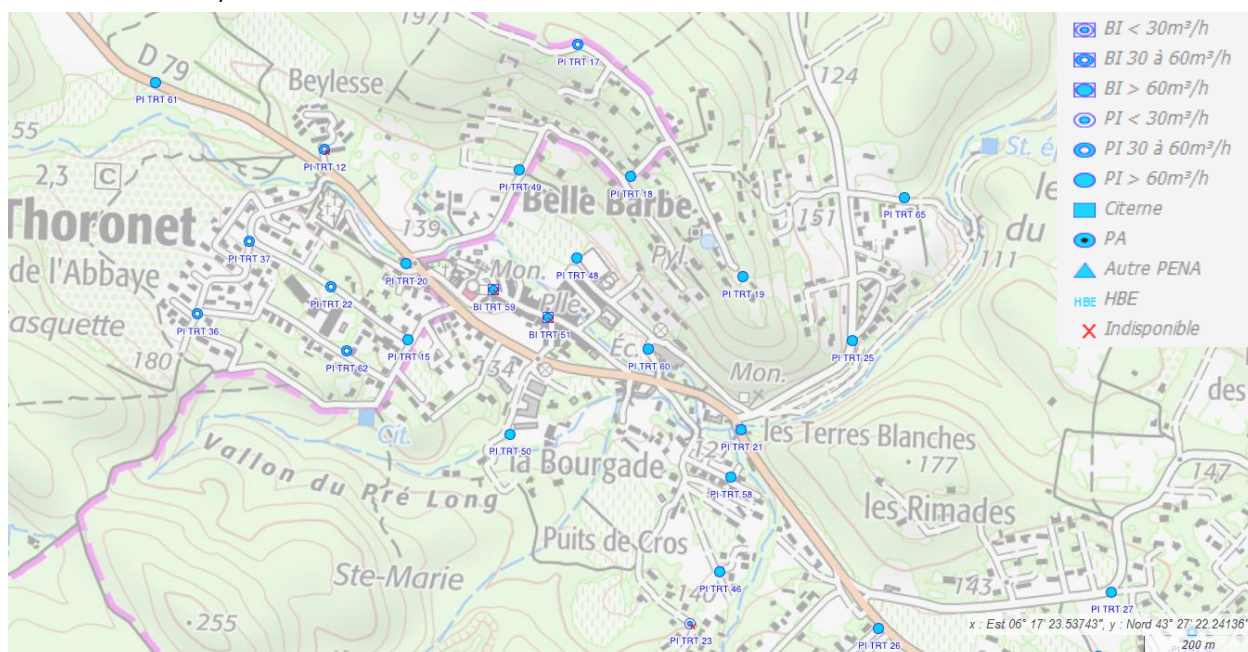 197
D 79
Beylesse
PI TRT 17
124
PI TRT 61
55
PI TRT 12
2,3
C
PI TRT 49
PI TRT 18
Belle Barbe
St. ép
le
Thoronet
139
151
PI TRT 65
du
de l'Abbaye
PI TRT 37
PI TRT 20
Mon.
PI TRT 48
Pyl.
111
PI TRT 22
BI TRT 59
Plle
PI TRT 19
asquette
PI TRT 36
BI TRT 51
180
PI TRT 62
PI TRT 15
134
Éc.
PI TRT 60
PI TRT 25
Mon.
des
Cit.
PI TRT 50
PI TRT 21
les Terres Blanches
Vallon du Pré Long
la Bourgade
127
177
147
PI TRT 58
les Rimades
Puits de Cros
Ste-Marie
PI TRT 46
140
143
255
PI TRT 23
PI TRT 26
PI TRT 27
BI < 30m³/h
BI 30 à 60m³/h
BI > 60m³/h
PI < 30m³/h
PI 30 à 60m³/h
PI > 60m³/h
Citerne
PA
Autre PENA
HBE HBE
Indisponible
x : Est 06° 17' 23.53743", y : Nord 43° 27' 22.24136"
200 m